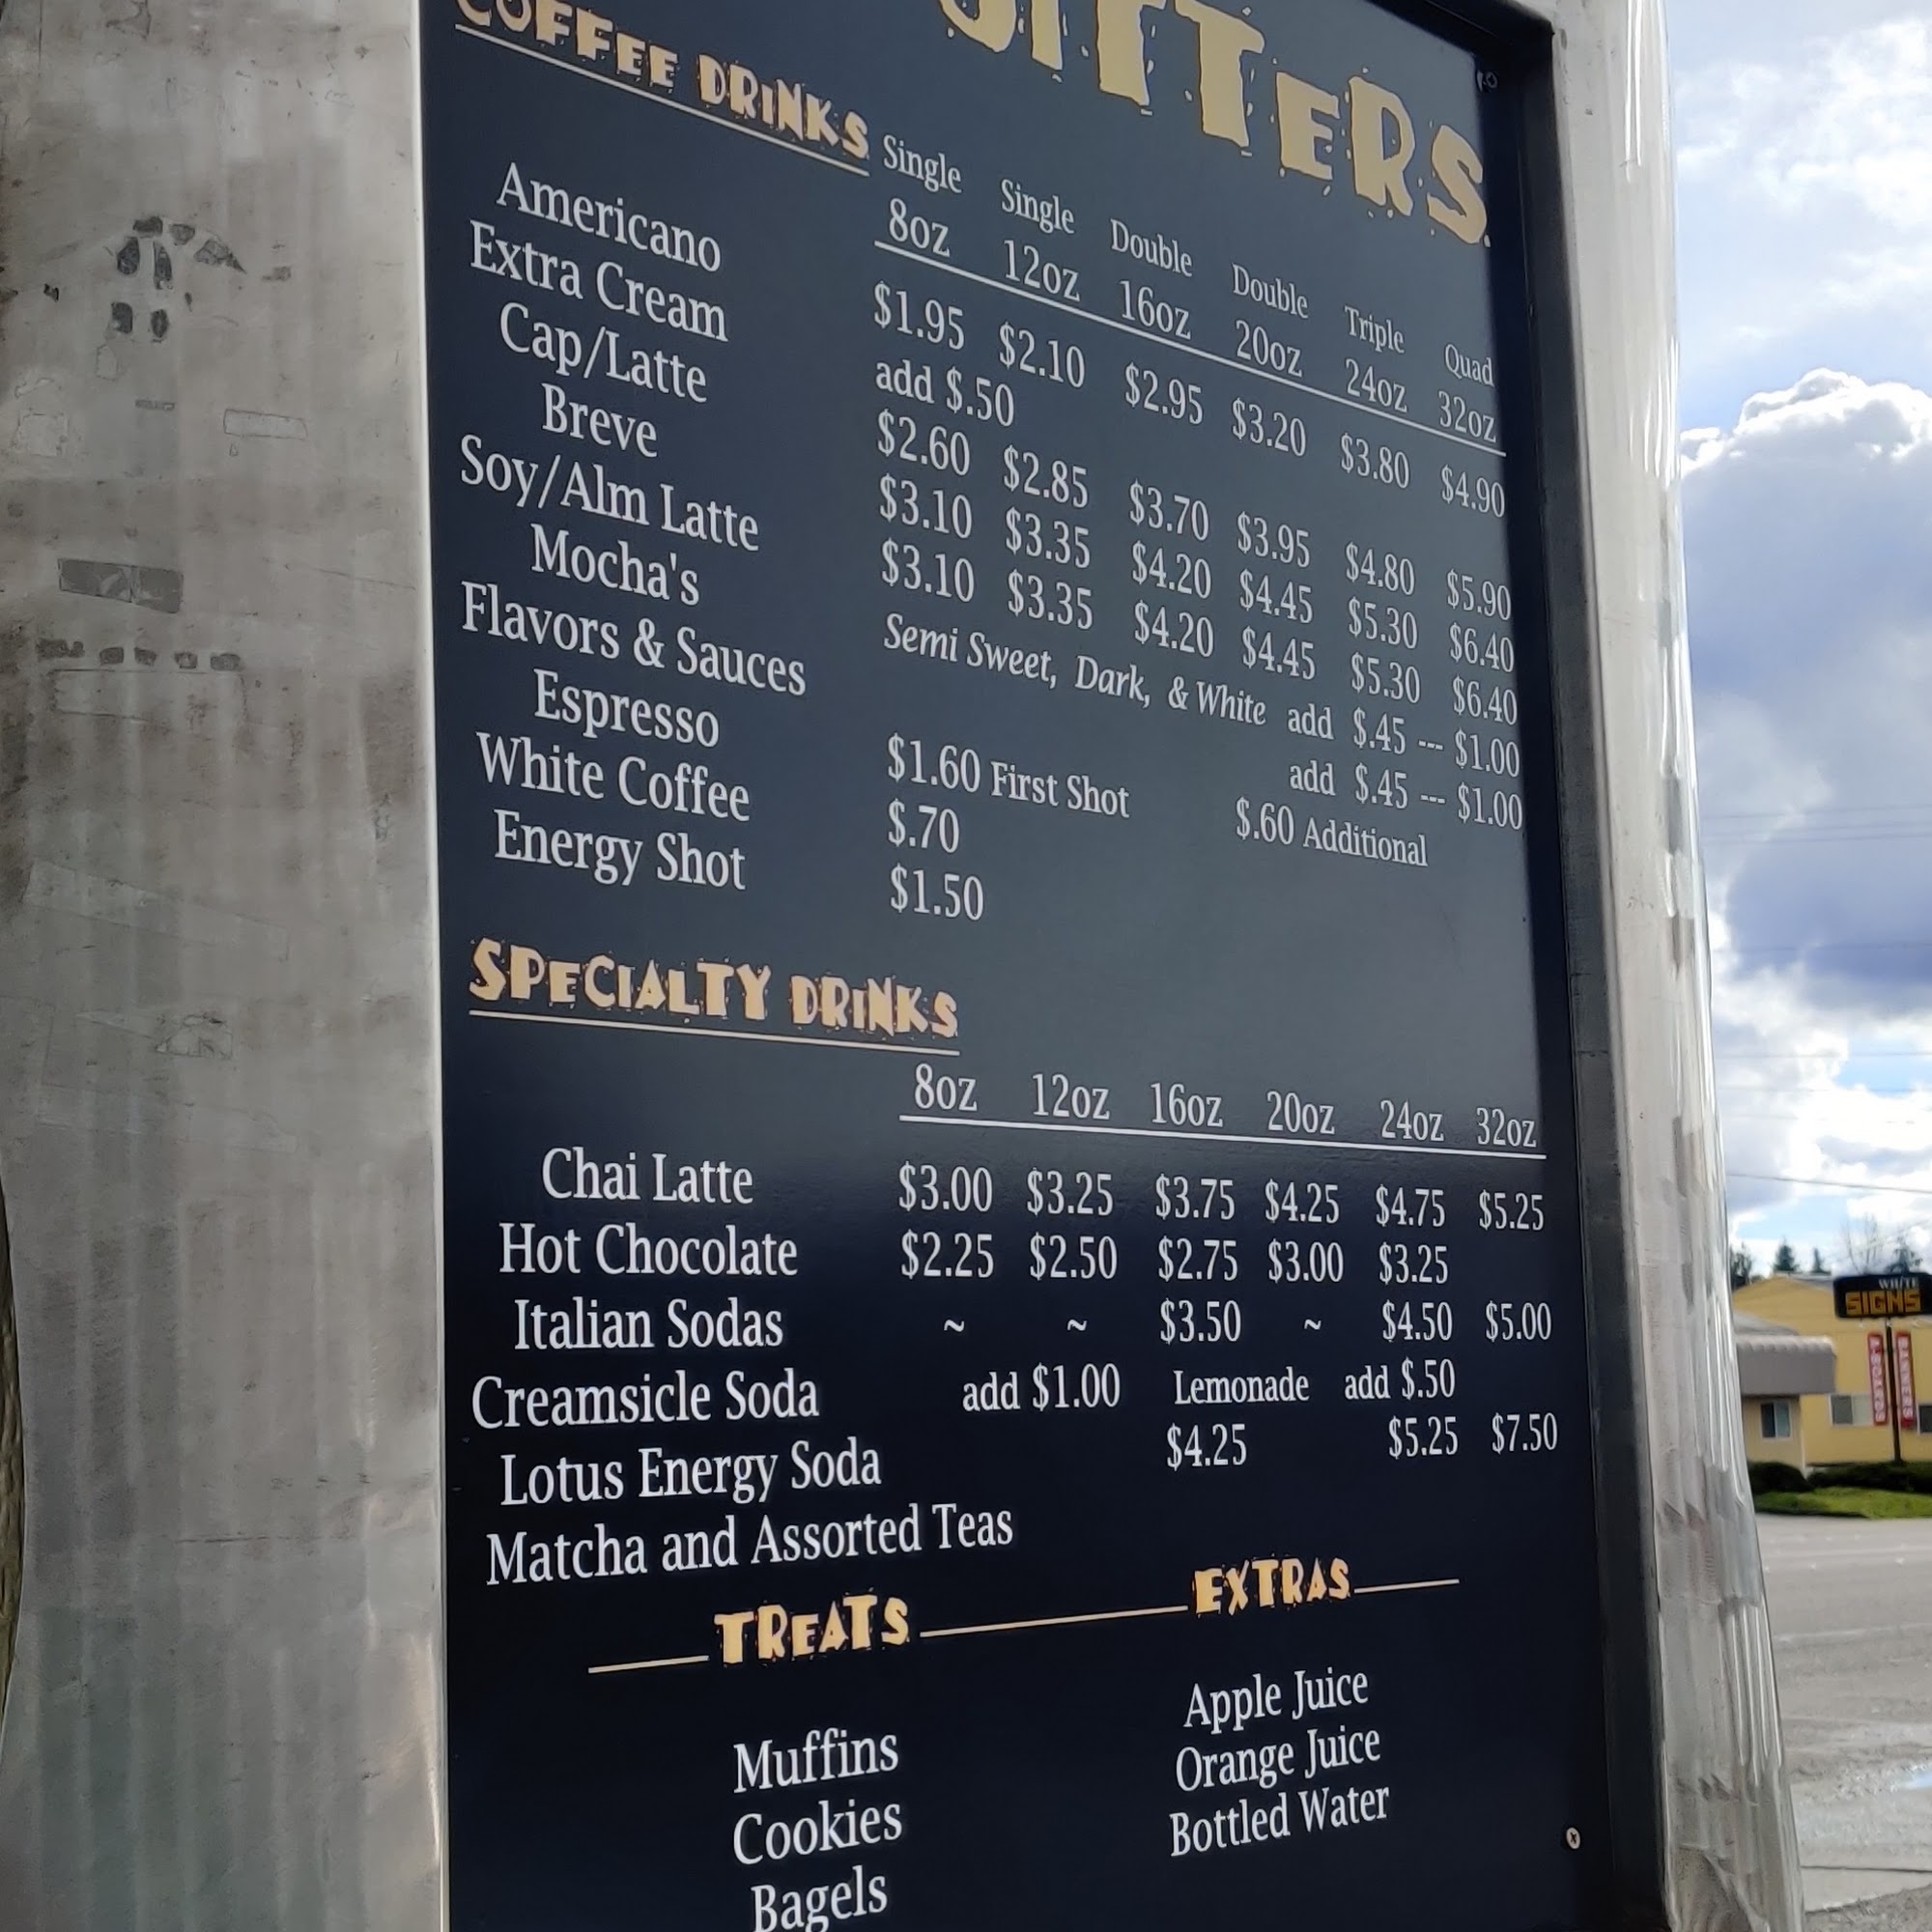 JITTERS
COFFEE DRINKS
Single Single Double Double Triple Quad
8oz 12oz 16oz 20oz 24oz 32oz
Americano $1.95 $2.10 $2.95 $3.20 $3.80 $4.90
Extra Cream add $.50
Cap/Latte $2.60 $2.85 $3.70 $3.95 $4.80 $5.90
Breve $3.10 $3.35 $4.20 $4.45 $5.30 $6.40
Soy/Alm Latte $3.10 $3.35 $4.20 $4.45 $5.30 $6.40
Mocha's Semi Sweet, Dark, & White add $.45 --- $1.00
Flavors & Sauces add $.45 --- $1.00
Espresso $1.60 First Shot $.60 Additional
White Coffee $.70
Energy Shot $1.50
SPECIALTY DRINKS
8oz 12oz 16oz 20oz 24oz 32oz
Chai Latte $3.00 $3.25 $3.75 $4.25 $4.75 $5.25
Hot Chocolate $2.25 $2.50 $2.75 $3.00 $3.25
Italian Sodas ~ ~ $3.50 ~ $4.50 $5.00
Creamsicle Soda add $1.00 Lemonade add $.50
Lotus Energy Soda $4.25 $5.25 $7.50
Matcha and Assorted Teas
TREATS EXTRAS
Muffins
Cookies
Bagels
Apple Juice
Orange Juice
Bottled Water
WHITE
SIGNS
BANNERS